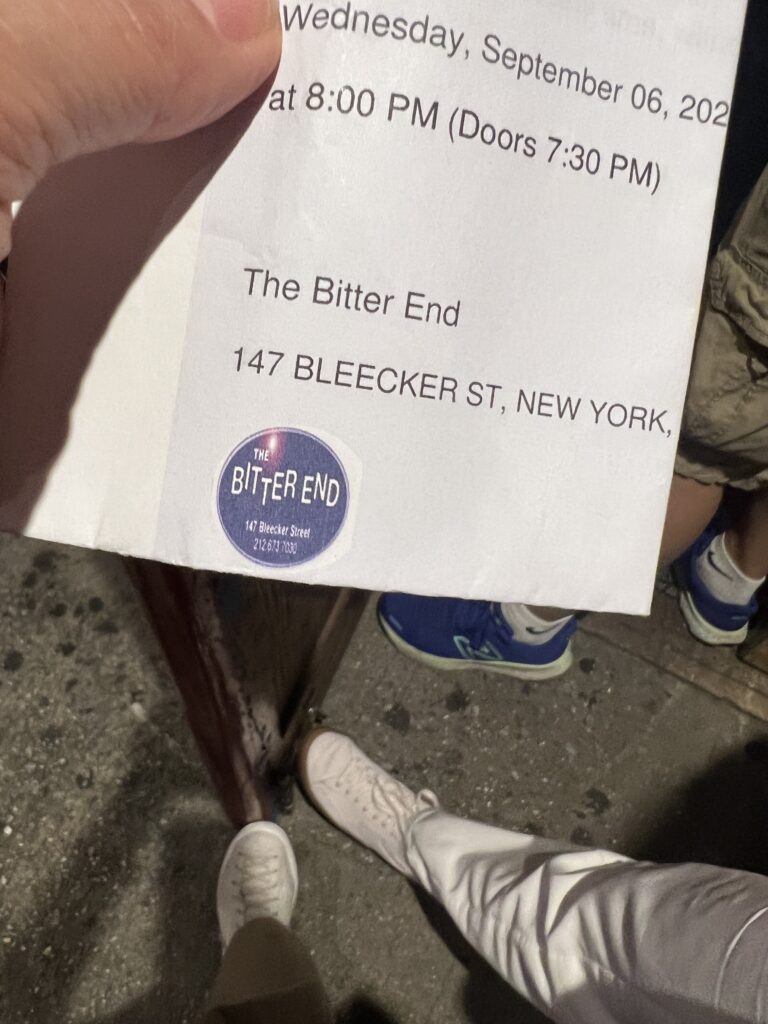 Wednesday, September 06, 202
at 8:00 PM (Doors 7:30 PM)
The Bitter End
147 BLEECKER ST, NEW YORK,
THE
BITTER END
147 Bleecker Street
212 673 7030